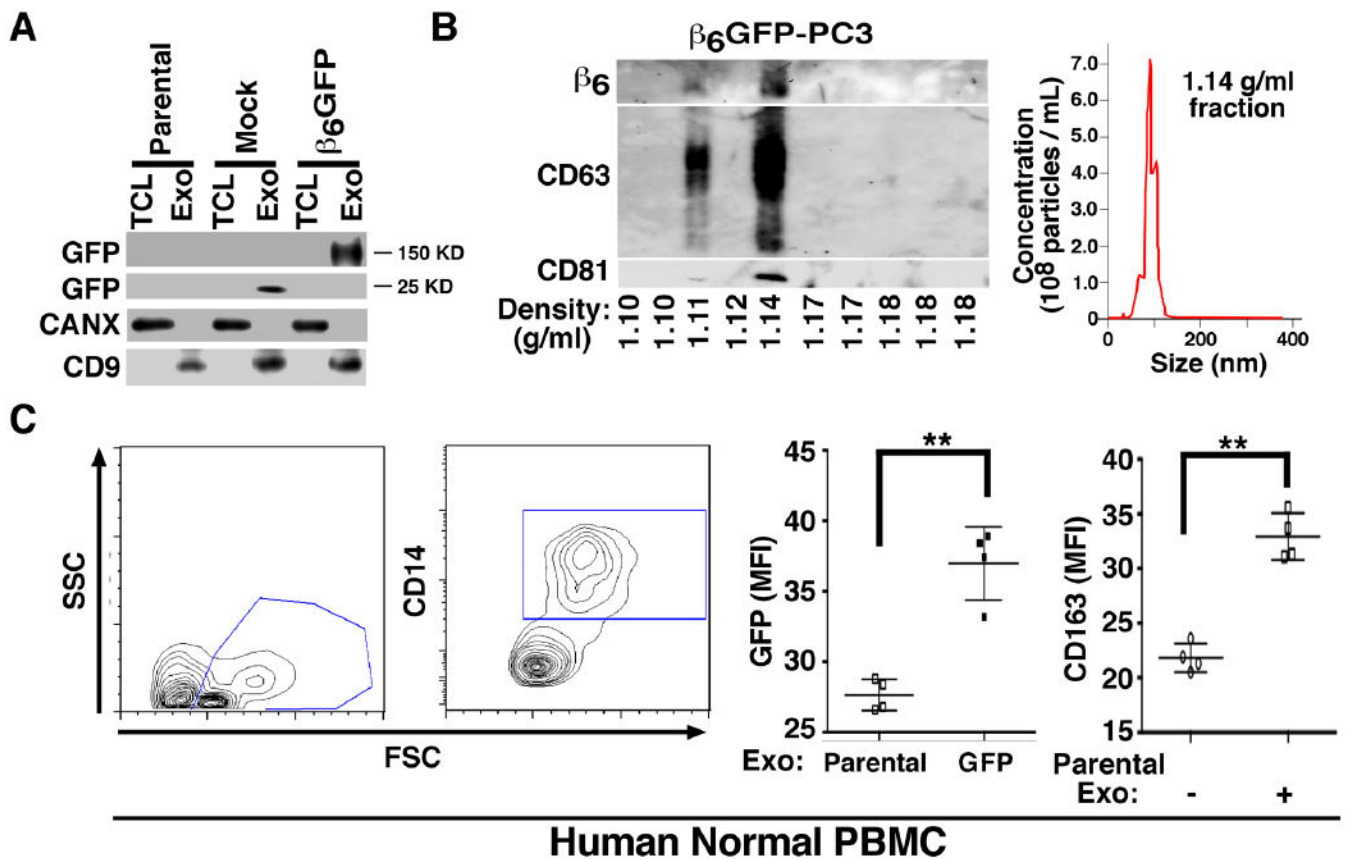 A
Parental
Mock
β6GFP
TCL
Exo
TCL
Exo
TCL
Exo
GFP
150 KD
GFP
25 KD
CANX
CD9
B
β6GFP-PC3
β6
CD63
CD81
Density: (g/ml)
1.10
1.10
1.11
1.12
1.14
1.17
1.17
1.18
1.18
1.18
Concentration
(10⁸ particles / mL)
7.0
6.0
5.0
4.0
3.0
2.0
1.0
0
1.14 g/ml
fraction
0
200
400
Size (nm)
C
SSC
CD14
FSC
GFP (MFI)
45
40
35
30
25
**
Exo: Parental GFP
CD163 (MFI)
40
35
30
25
20
15
**
Parental
Exo: - +
Human Normal PBMC